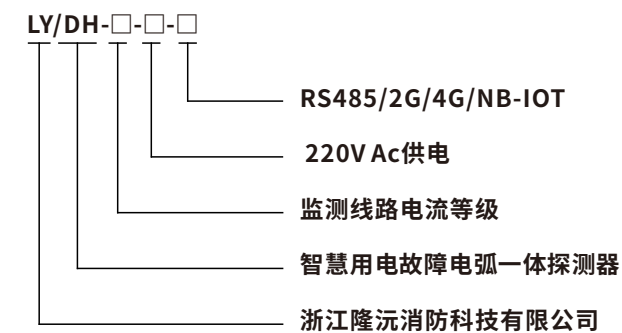 LY/DH-□-□-□
RS485/2G/4G/NB-IOT
220V Ac供电
监测线路电流等级
智慧用电故障电弧一体探测器
浙江隆沅消防科技有限公司